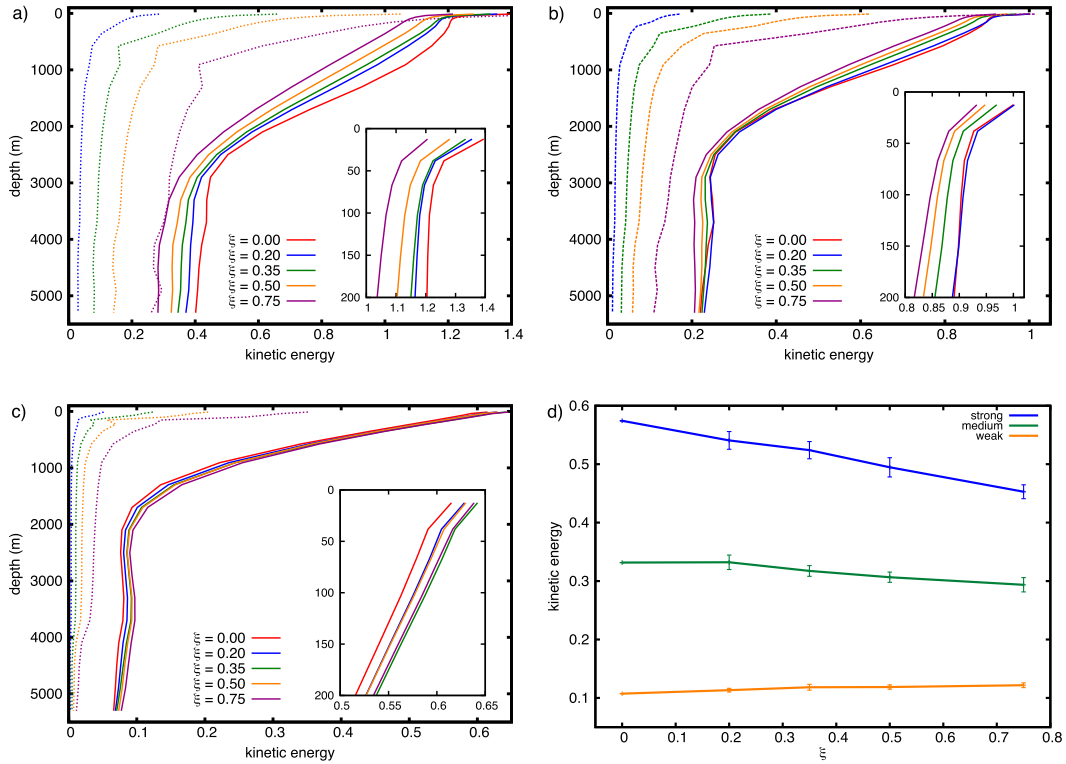 a)
0
1000
2000
3000
4000
5000
depth (m)
0
0.2
0.4
0.6
0.8
1
1.2
1.4
kinetic energy
ξ = 0.00
ξ = 0.20
ξ = 0.35
ξ = 0.50
ξ = 0.75
0
50
100
150
200
1
1.1
1.2
1.3
1.4
b)
0
1000
2000
3000
4000
5000
depth (m)
0
0.2
0.4
0.6
0.8
1
kinetic energy
ξ = 0.00
ξ = 0.20
ξ = 0.35
ξ = 0.50
ξ = 0.75
0
50
100
150
200
0.8
0.85
0.9
0.95
1
c)
0
1000
2000
3000
4000
5000
depth (m)
0
0.1
0.2
0.3
0.4
0.5
0.6
kinetic energy
ξ = 0.00
ξ = 0.20
ξ = 0.35
ξ = 0.50
ξ = 0.75
0
50
100
150
200
0.5
0.55
0.6
0.65
d)
0.6
0.5
0.4
0.3
0.2
0.1
kinetic energy
strong
medium
weak
0
0.1
0.2
0.3
0.4
0.5
0.6
0.7
0.8
ξ